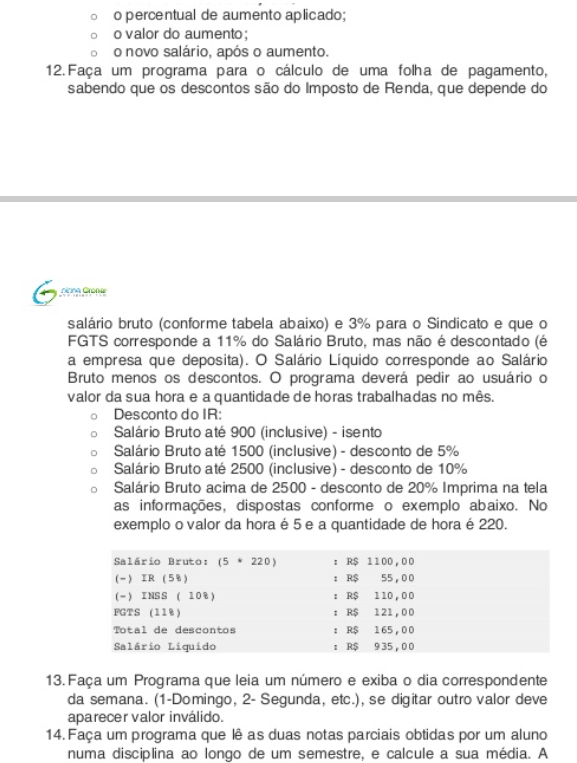 o percentual de aumento aplicado;
o valor do aumento;
o novo salário, após o aumento.
12. Faça um programa para o cálculo de uma folha de pagamento,
sabendo que os descontos são do Imposto de Renda, que depende do
salário bruto (conforme tabela abaixo) e 3% para o Sindicato e que o
FGTS corresponde a 11% do Salário Bruto, mas não é descontado (é
a empresa que deposita). O Salário Líquido corresponde ao Salário
Bruto menos os descontos. O programa deverá pedir ao usuário o
valor da sua hora e a quantidade de horas trabalhadas no mês.
Desconto do IR:
Salário Bruto até 900 (inclusive) - isento
Salário Bruto até 1500 (inclusive) - desconto de 5%
Salário Bruto até 2500 (inclusive) - desconto de 10%
Salário Bruto acima de 2500 - desconto de 20% Imprima na tela
as informações, dispostas conforme o exemplo abaixo. No
exemplo o valor da hora é 5 e a quantidade de hora é 220.
Salário Bruto: (5 * 220) : R$ 1100,00
(-) IR (5%) : R$ 55,00
(-) INSS ( 10%) : R$ 110,00
FGTS (11%) : R$ 121,00
Total de descontos : R$ 165,00
Salário Liquido : R$ 935,00
13. Faça um Programa que leia um número e exiba o dia correspondente
da semana. (1-Domingo, 2- Segunda, etc.), se digitar outro valor deve
aparecer valor inválido.
14. Faça um programa que lê as duas notas parciais obtidas por um aluno
numa disciplina ao longo de um semestre, e calcule a sua média. A